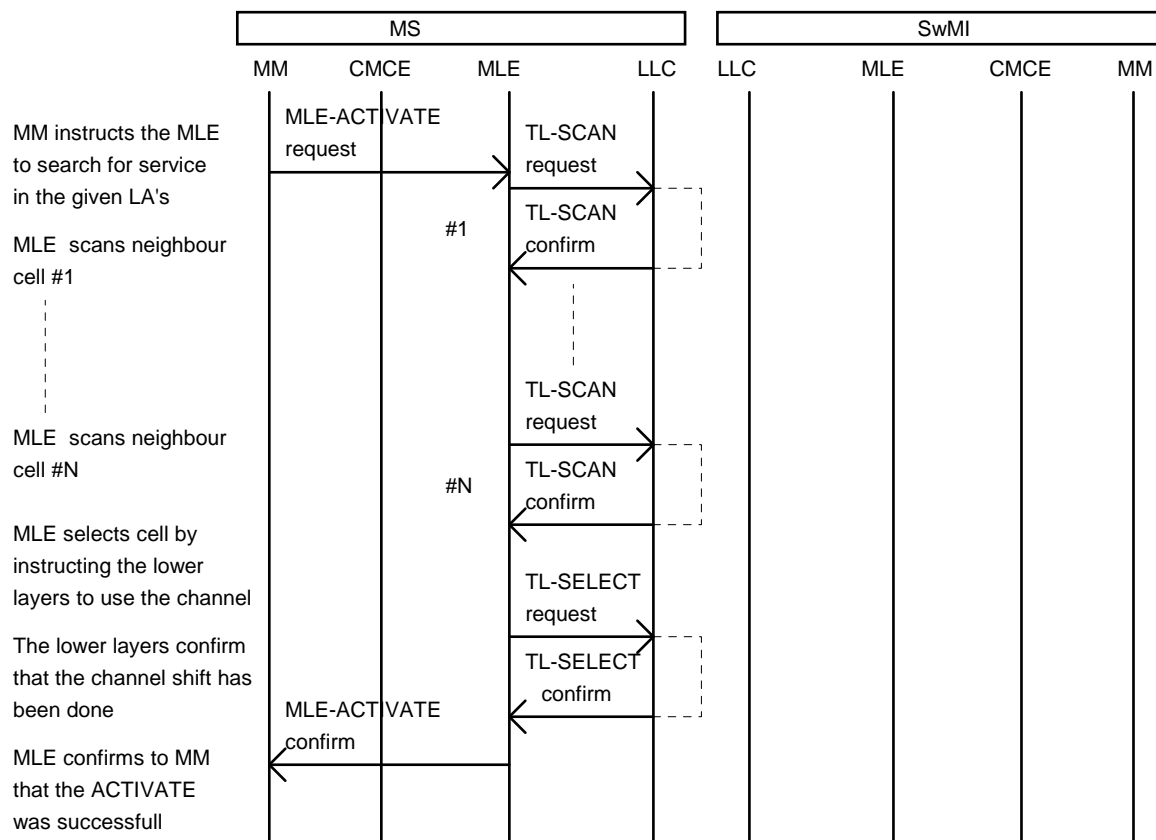 MS
SwMI
MM
CMCE
MLE
LLC
LLC
MLE
CMCE
MM
MM instructs the MLE
to search for service
in the given LA's
MLE-ACTIVATE
request
TL-SCAN
request
#1
TL-SCAN
confirm
MLE scans neighbour
cell #1
TL-SCAN
request
MLE scans neighbour
cell #N
#N
TL-SCAN
confirm
MLE selects cell by
instructing the lower
layers to use the channel
TL-SELECT
request
The lower layers confirm
that the channel shift has
been done
TL-SELECT
confirm
MLE-ACTIVATE
confirm
MLE confirms to MM
that the ACTIVATE
was successfull